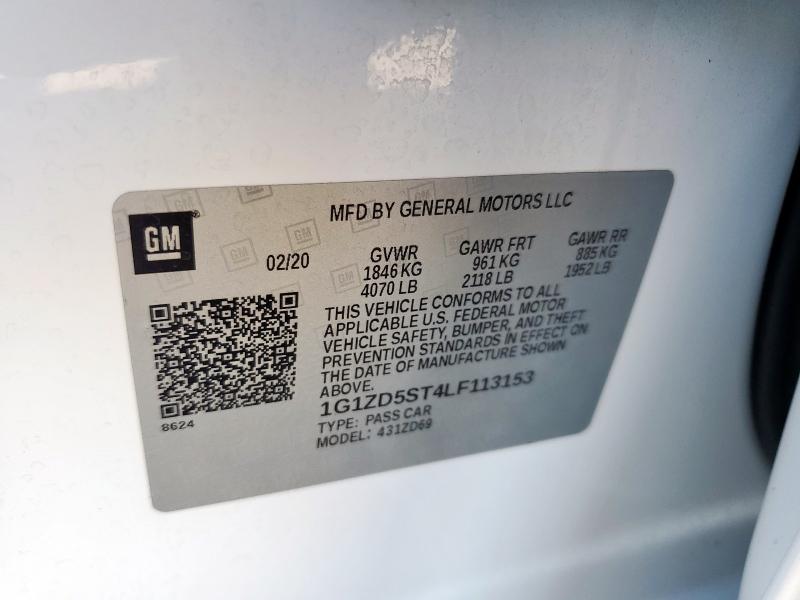 MFD BY GENERAL MOTORS LLC
GM®
02/20
GVWR
1846 KG
4070 LB
GAWR FRT
961 KG
2118 LB
GAWR RR
885 KG
1952 LB
THIS VEHICLE CONFORMS TO ALL
APPLICABLE U.S. FEDERAL MOTOR
VEHICLE SAFETY, BUMPER, AND THEFT
PREVENTION STANDARDS IN EFFECT ON
THE DATE OF MANUFACTURE SHOWN
ABOVE.
1G1ZD5ST4LF113153
TYPE: PASS CAR
MODEL: 431ZD69
8624